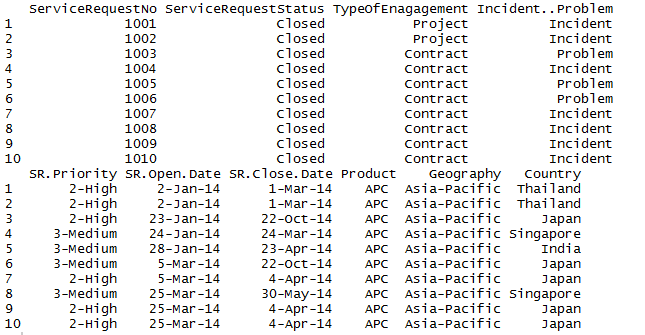 ServiceRequestNo ServiceRequestStatus TypeOfEnagagement Incident..Problem
1 1001 Closed Project Incident
2 1002 Closed Project Incident
3 1003 Closed Contract Problem
4 1004 Closed Contract Incident
5 1005 Closed Contract Problem
6 1006 Closed Contract Problem
7 1007 Closed Contract Incident
8 1008 Closed Contract Incident
9 1009 Closed Contract Incident
10 1010 Closed Contract Incident
SR.Priority SR.Open.Date SR.Close.Date Product Geography Country
1 2-High 2-Jan-14 1-Mar-14 APC Asia-Pacific Thailand
2 2-High 2-Jan-14 1-Mar-14 APC Asia-Pacific Thailand
3 2-High 23-Jan-14 22-Oct-14 APC Asia-Pacific Japan
4 3-Medium 24-Jan-14 24-Mar-14 APC Asia-Pacific Singapore
5 3-Medium 28-Jan-14 23-Apr-14 APC Asia-Pacific India
6 3-Medium 5-Mar-14 22-Oct-14 APC Asia-Pacific Japan
7 2-High 5-Mar-14 4-Apr-14 APC Asia-Pacific Japan
8 3-Medium 25-Mar-14 30-May-14 APC Asia-Pacific Singapore
9 2-High 25-Mar-14 4-Apr-14 APC Asia-Pacific Japan
10 2-High 25-Mar-14 4-Apr-14 APC Asia-Pacific Japan